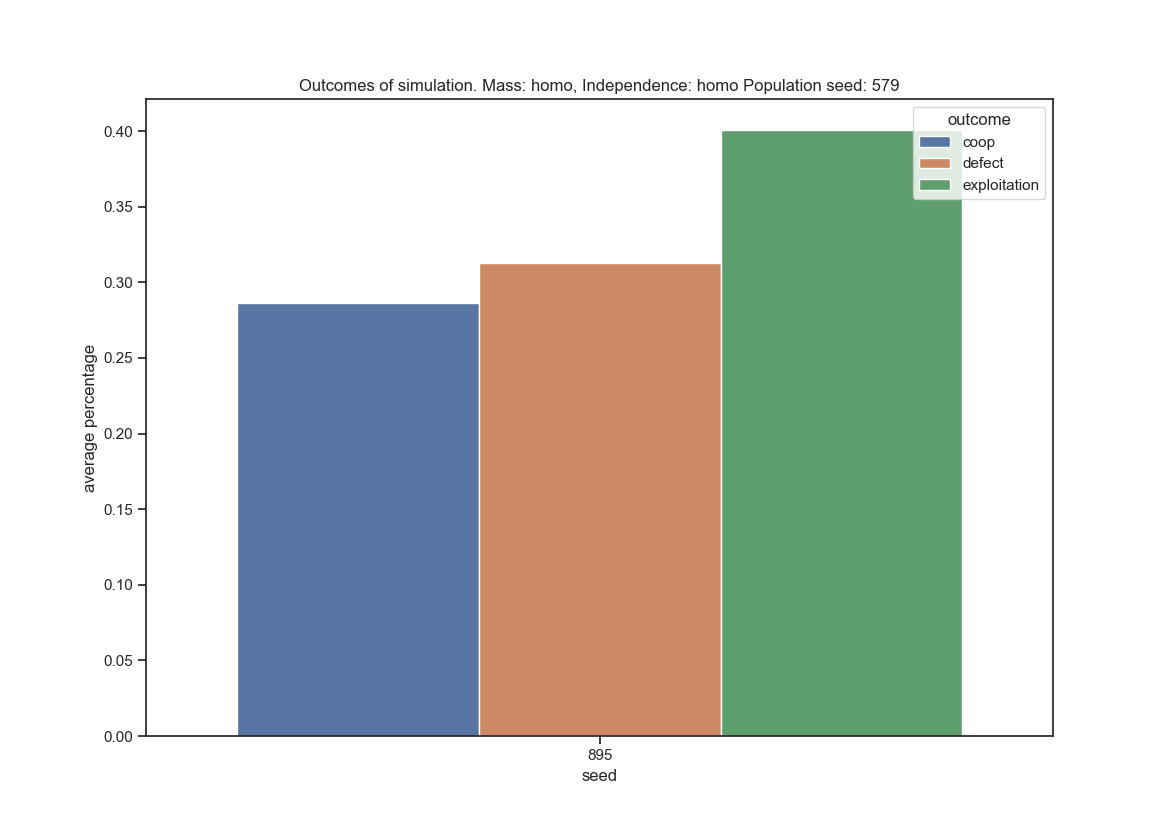 Outcomes of simulation. Mass: homo, Independence: homo Population seed: 579
outcome
coop
defect
exploitation
0.40
0.35
0.30
0.25
0.20
0.15
0.10
0.05
0.00
average percentage
895
seed